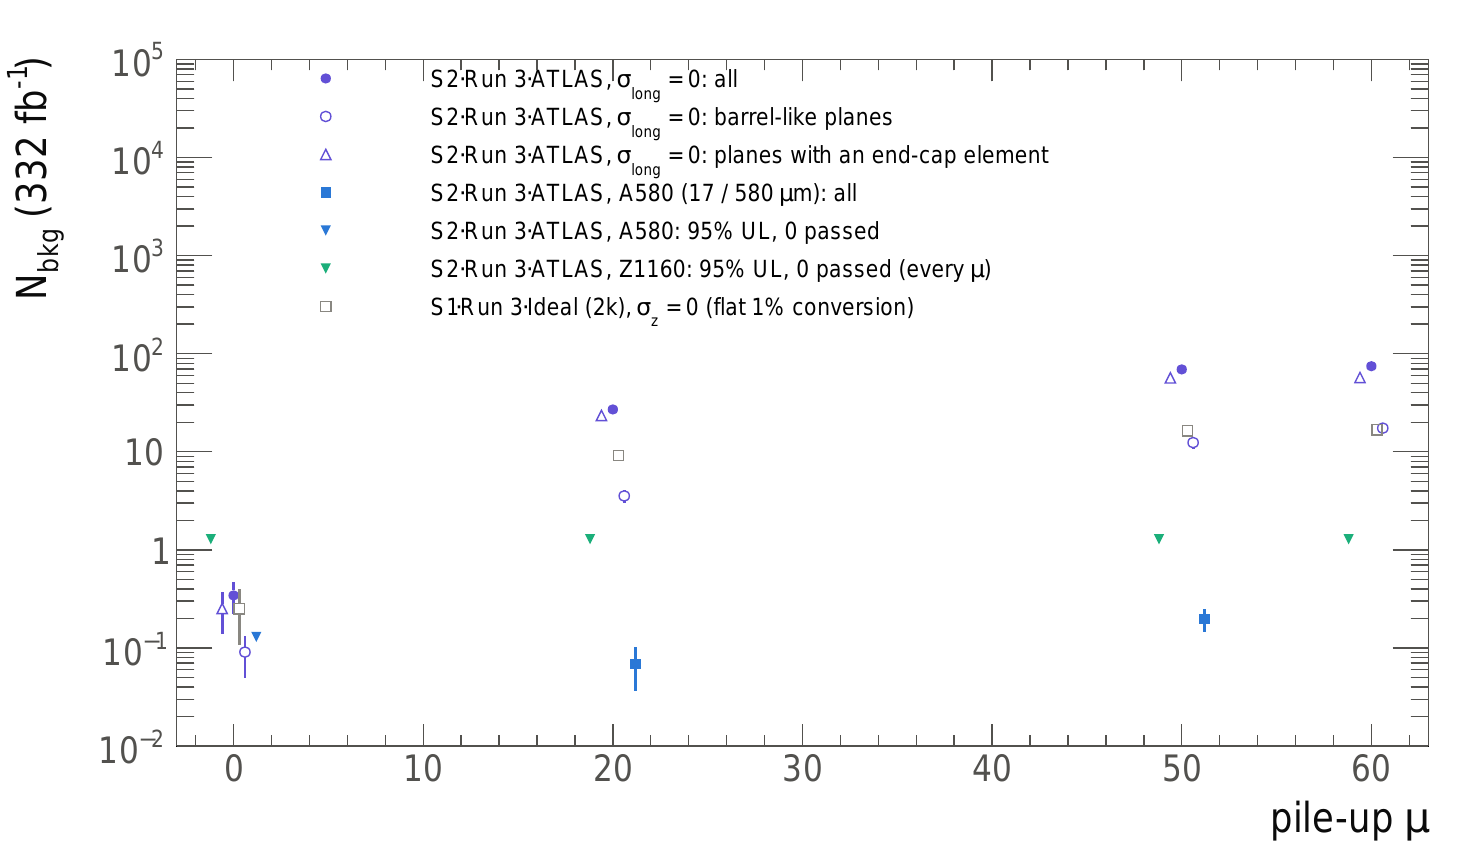 N_bkg (332 fb^-1)
10^5
10^4
10^3
10^2
10
1
10^−1
10^−2
S2·Run 3·ATLAS, σ_long = 0: all
S2·Run 3·ATLAS, σ_long = 0: barrel-like planes
S2·Run 3·ATLAS, σ_long = 0: planes with an end-cap element
S2·Run 3·ATLAS, A580 (17 / 580 μm): all
S2·Run 3·ATLAS, A580: 95% UL, 0 passed
S2·Run 3·ATLAS, Z1160: 95% UL, 0 passed (every μ)
S1·Run 3·Ideal (2k), σ_z = 0 (flat 1% conversion)
0 10 20 30 40 50 60
pile-up μ